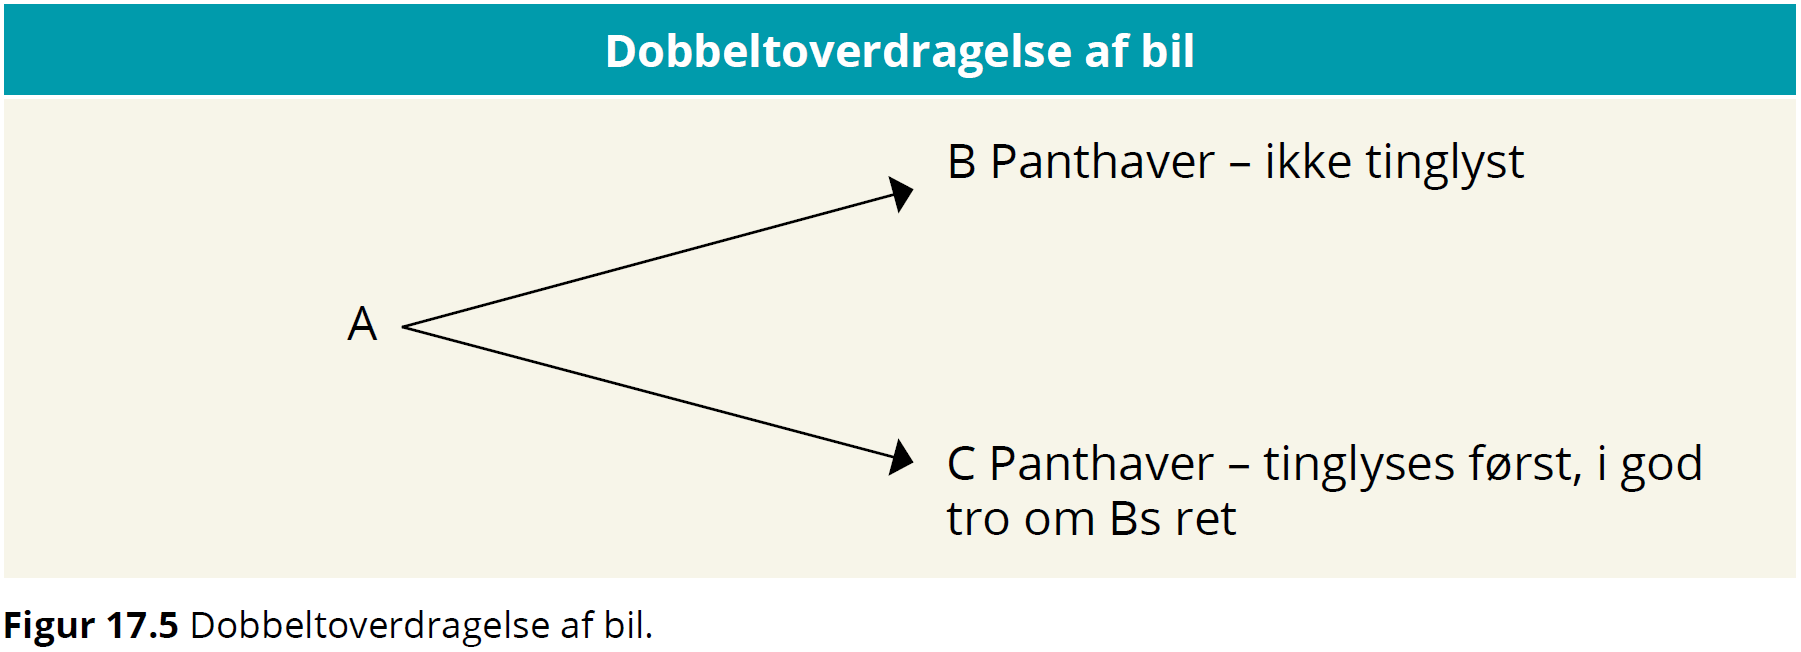 Dobbeltoverdragelse af bil
B Panthaver – ikke tinglyst
A
C Panthaver – tinglyses først, i god
tro om Bs ret
Figur 17.5 Dobbeltoverdragelse af bil.